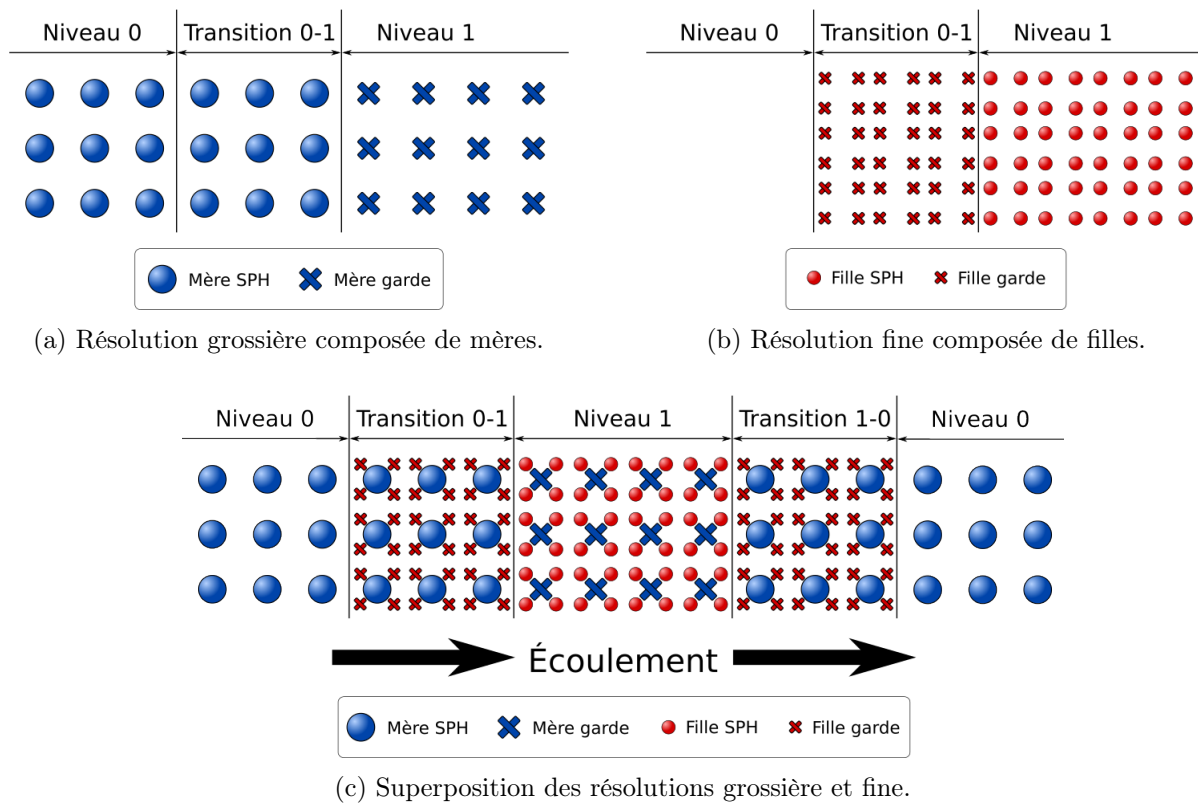 Niveau 0 Transition 0-1 Niveau 1
Mère SPH Mère garde
(a) Résolution grossière composée de mères.
Niveau 0 Transition 0-1 Niveau 1
Fille SPH Fille garde
(b) Résolution fine composée de filles.
Niveau 0 Transition 0-1 Niveau 1 Transition 1-0 Niveau 0
Écoulement
Mère SPH Mère garde Fille SPH Fille garde
(c) Superposition des résolutions grossière et fine.